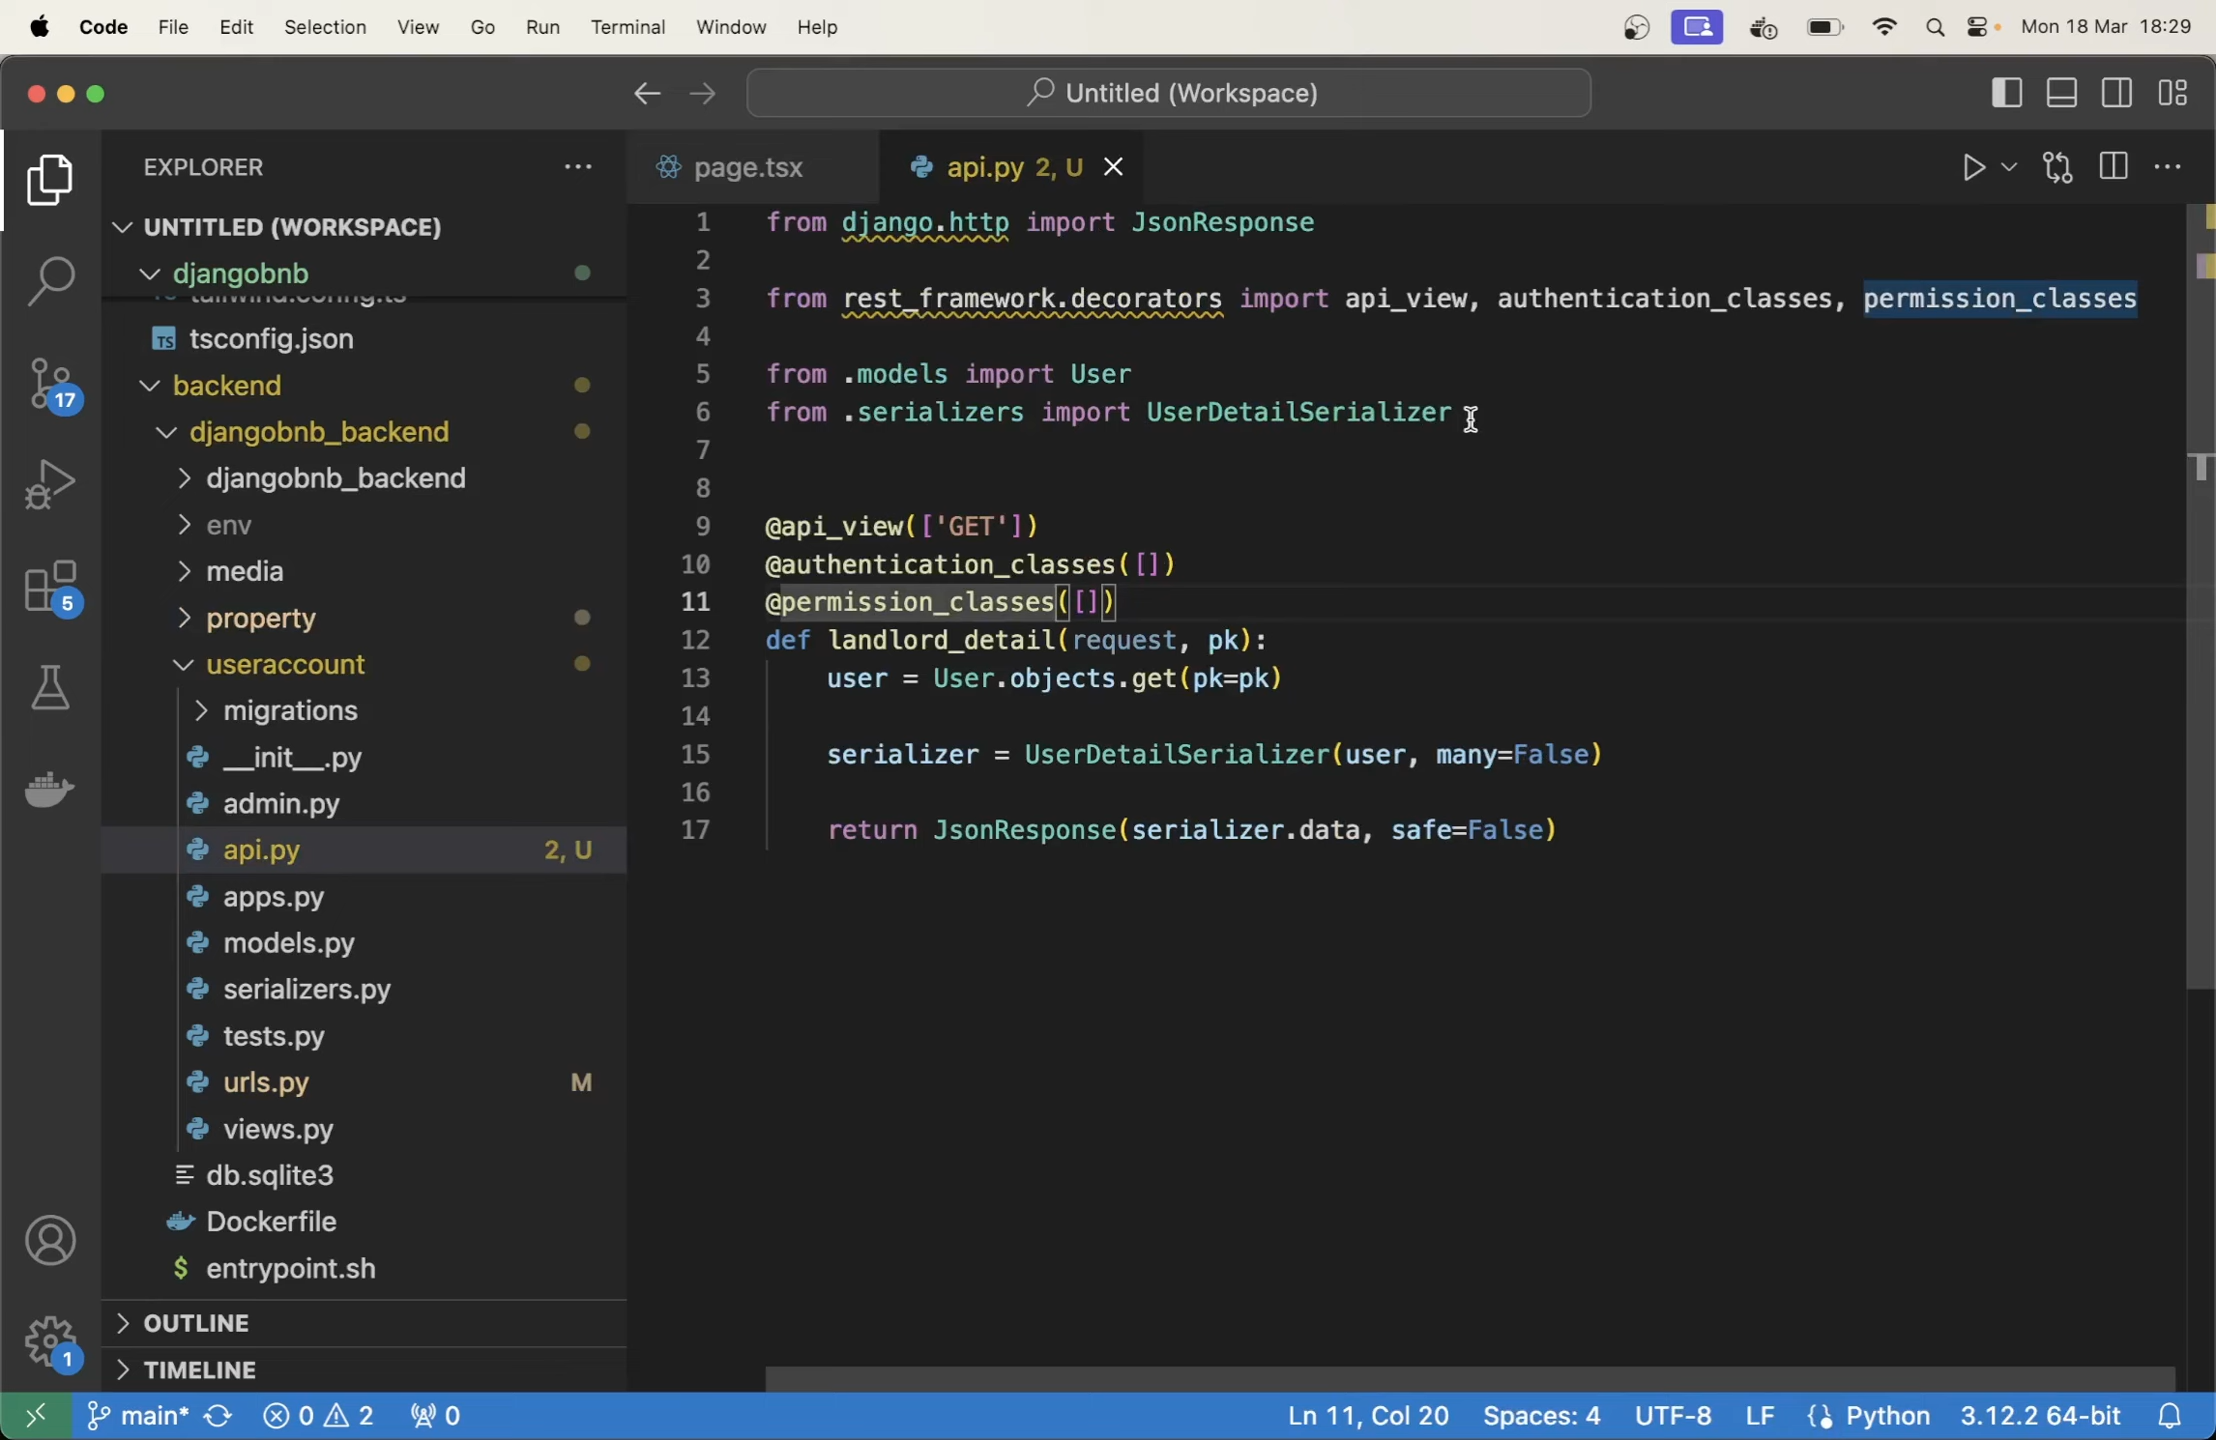 Code File Edit Selection View Go Run Terminal Window Help Mon 18 Mar 18:29
Untitled (Workspace)
EXPLORER
UNTITLED (WORKSPACE)
djangobnb
tailwind.config.ts
tsconfig.json
backend
djangobnb_backend
djangobnb_backend
env
media
property
useraccount
migrations
__init__.py
admin.py
api.py 2, U
apps.py
models.py
serializers.py
tests.py
urls.py M
views.py
db.sqlite3
Dockerfile
entrypoint.sh
OUTLINE
TIMELINE
17
5
1
page.tsx api.py 2, U
1 from django.http import JsonResponse
2
3 from rest_framework.decorators import api_view, authentication_classes, permission_classes
4
5 from .models import User
6 from .serializers import UserDetailSerializer
7
8
9 @api_view(['GET'])
10 @authentication_classes([])
11 @permission_classes([])
12 def landlord_detail(request, pk):
13 user = User.objects.get(pk=pk)
14
15 serializer = UserDetailSerializer(user, many=False)
16
17 return JsonResponse(serializer.data, safe=False)
main* 0 2 0 Ln 11, Col 20 Spaces: 4 UTF-8 LF Python 3.12.2 64-bit